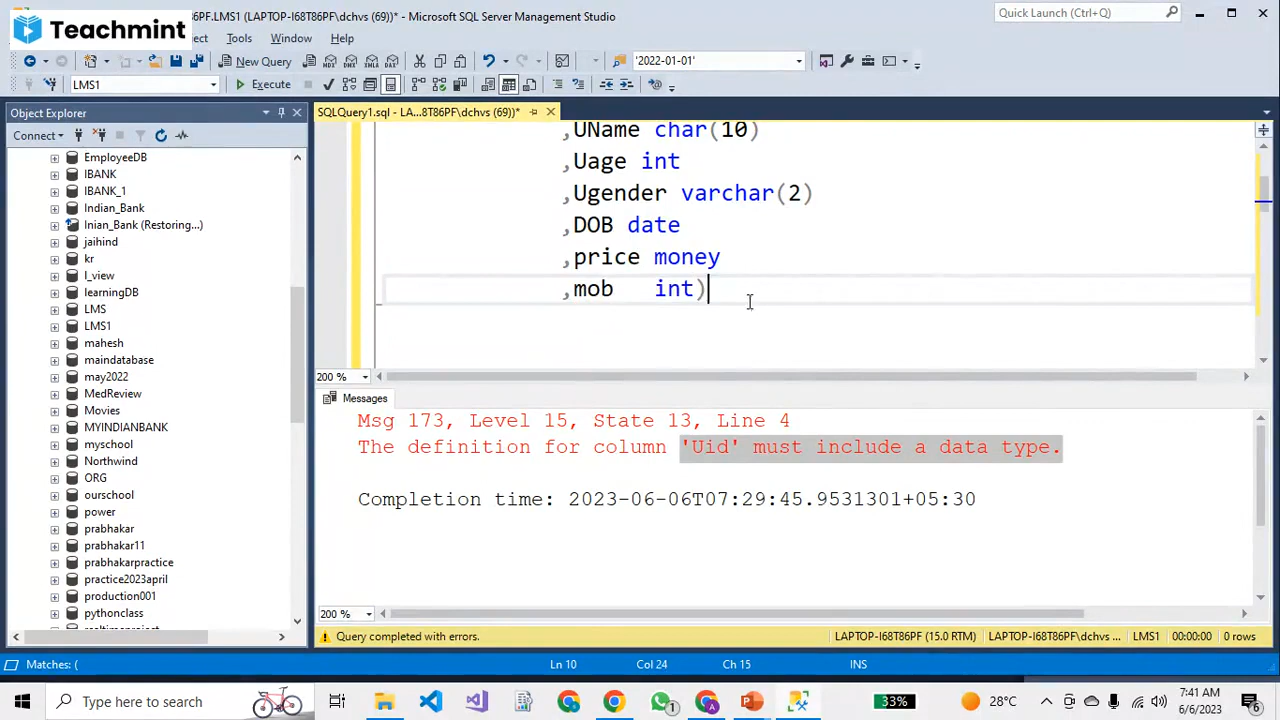 PF.LMS1 (LAPTOP-I68T86PF\dchvs (69))* - Microsoft SQL Server Management Studio
Quick Launch (Ctrl+Q)
Teachmint
ct
Tools
Window
Help
New Query
'2022-01-01'
LMS1
Execute
Object Explorer
SQLQuery1.sql - LA...8T86PF\dchvs (69))*
Connect
EmployeeDB
IBANK
IBANK_1
Indian_Bank
Inian_Bank (Restoring...)
jaihind
kr
l_view
learningDB
LMS
LMS1
mahesh
maindatabase
may2022
MedReview
Movies
MYINDIANBANK
myschool
Northwind
ORG
ourschool
power
prabhakar
prabhakar11
prabhakarpractice
practice2023april
production001
pythonclass
realtimeproject
,UName char(10)
,Uage int
,Ugender varchar(2)
,DOB date
,price money
,mob   int)
200 %
Messages
Msg 173, Level 15, State 13, Line 4
The definition for column 'Uid' must include a data type.
Completion time: 2023-06-06T07:29:45.9531301+05:30
200 %
Query completed with errors.
LAPTOP-I68T86PF (15.0 RTM)
LAPTOP-I68T86PF\dchvs ...
LMS1
00:00:00
0 rows
Matches: (
Ln 10
Col 24
Ch 15
INS
Type here to search
1
33%
28°C
7:41 AM
6/6/2023
6